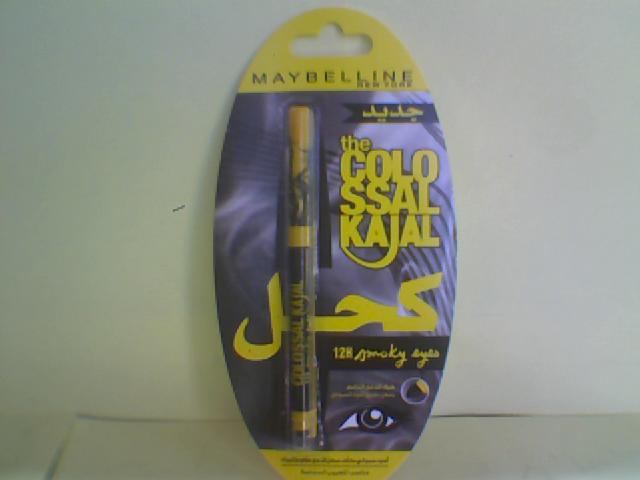 MAYBELLINE
NEW YORK
جديد
the
COLO
SSAL
KAJAL
كحل
COLOSSAL KAJAL
12H smoky eyes